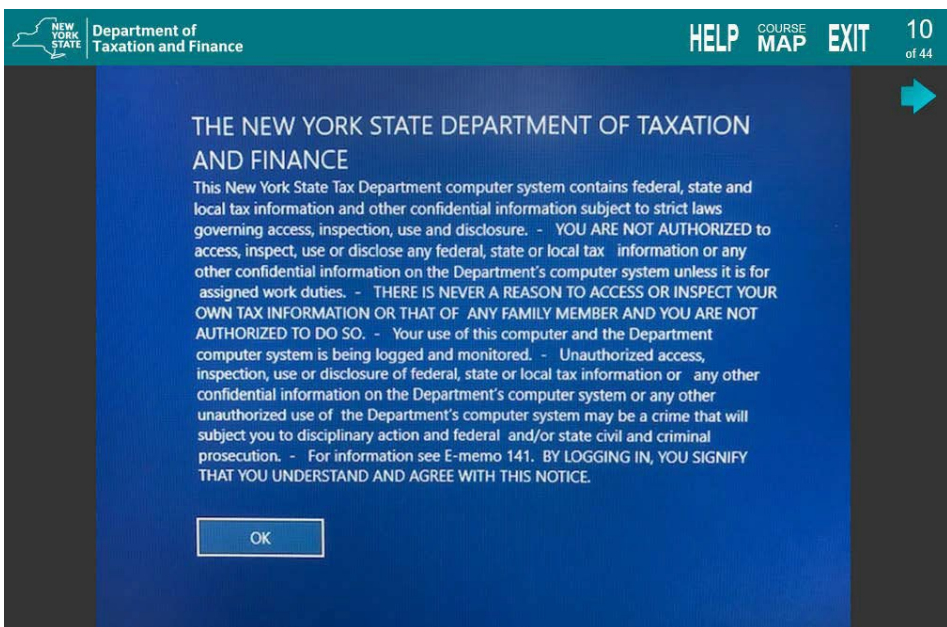 NEW
YORK
STATE
Department of
Taxation and Finance
HELP
COURSE
MAP
EXIT
10
of 44
THE NEW YORK STATE DEPARTMENT OF TAXATION
AND FINANCE
This New York State Tax Department computer system contains federal, state and
local tax information and other confidential information subject to strict laws
governing access, inspection, use and disclosure. - YOU ARE NOT AUTHORIZED to
access, inspect, use or disclose any federal, state or local tax information or any
other confidential information on the Department's computer system unless it is for
assigned work duties. - THERE IS NEVER A REASON TO ACCESS OR INSPECT YOUR
OWN TAX INFORMATION OR THAT OF ANY FAMILY MEMBER AND YOU ARE NOT
AUTHORIZED TO DO SO. - Your use of this computer and the Department
computer system is being logged and monitored. - Unauthorized access,
inspection, use or disclosure of federal, state or local tax information or any other
confidential information on the Department's computer system or any other
unauthorized use of the Department's computer system may be a crime that will
subject you to disciplinary action and federal and/or state civil and criminal
prosecution. - For information see E-memo 141. BY LOGGING IN, YOU SIGNIFY
THAT YOU UNDERSTAND AND AGREE WITH THIS NOTICE.
OK